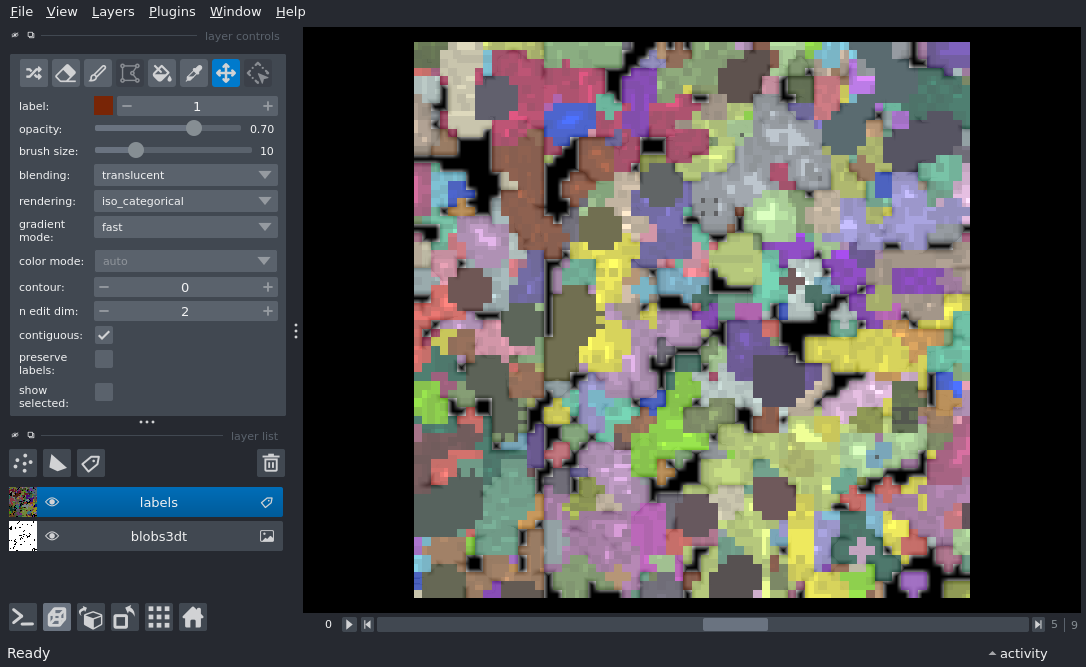 File View Layers Plugins Window Help
layer controls
label: 1
opacity: 0.70
brush size: 10
blending: translucent
rendering: iso_categorical
gradient
mode: fast
color mode: auto
contour: 0
n edit dim: 2
contiguous:
preserve
labels:
show
selected:
layer list
labels
blobs3dt
0 5 | 9
Ready activity